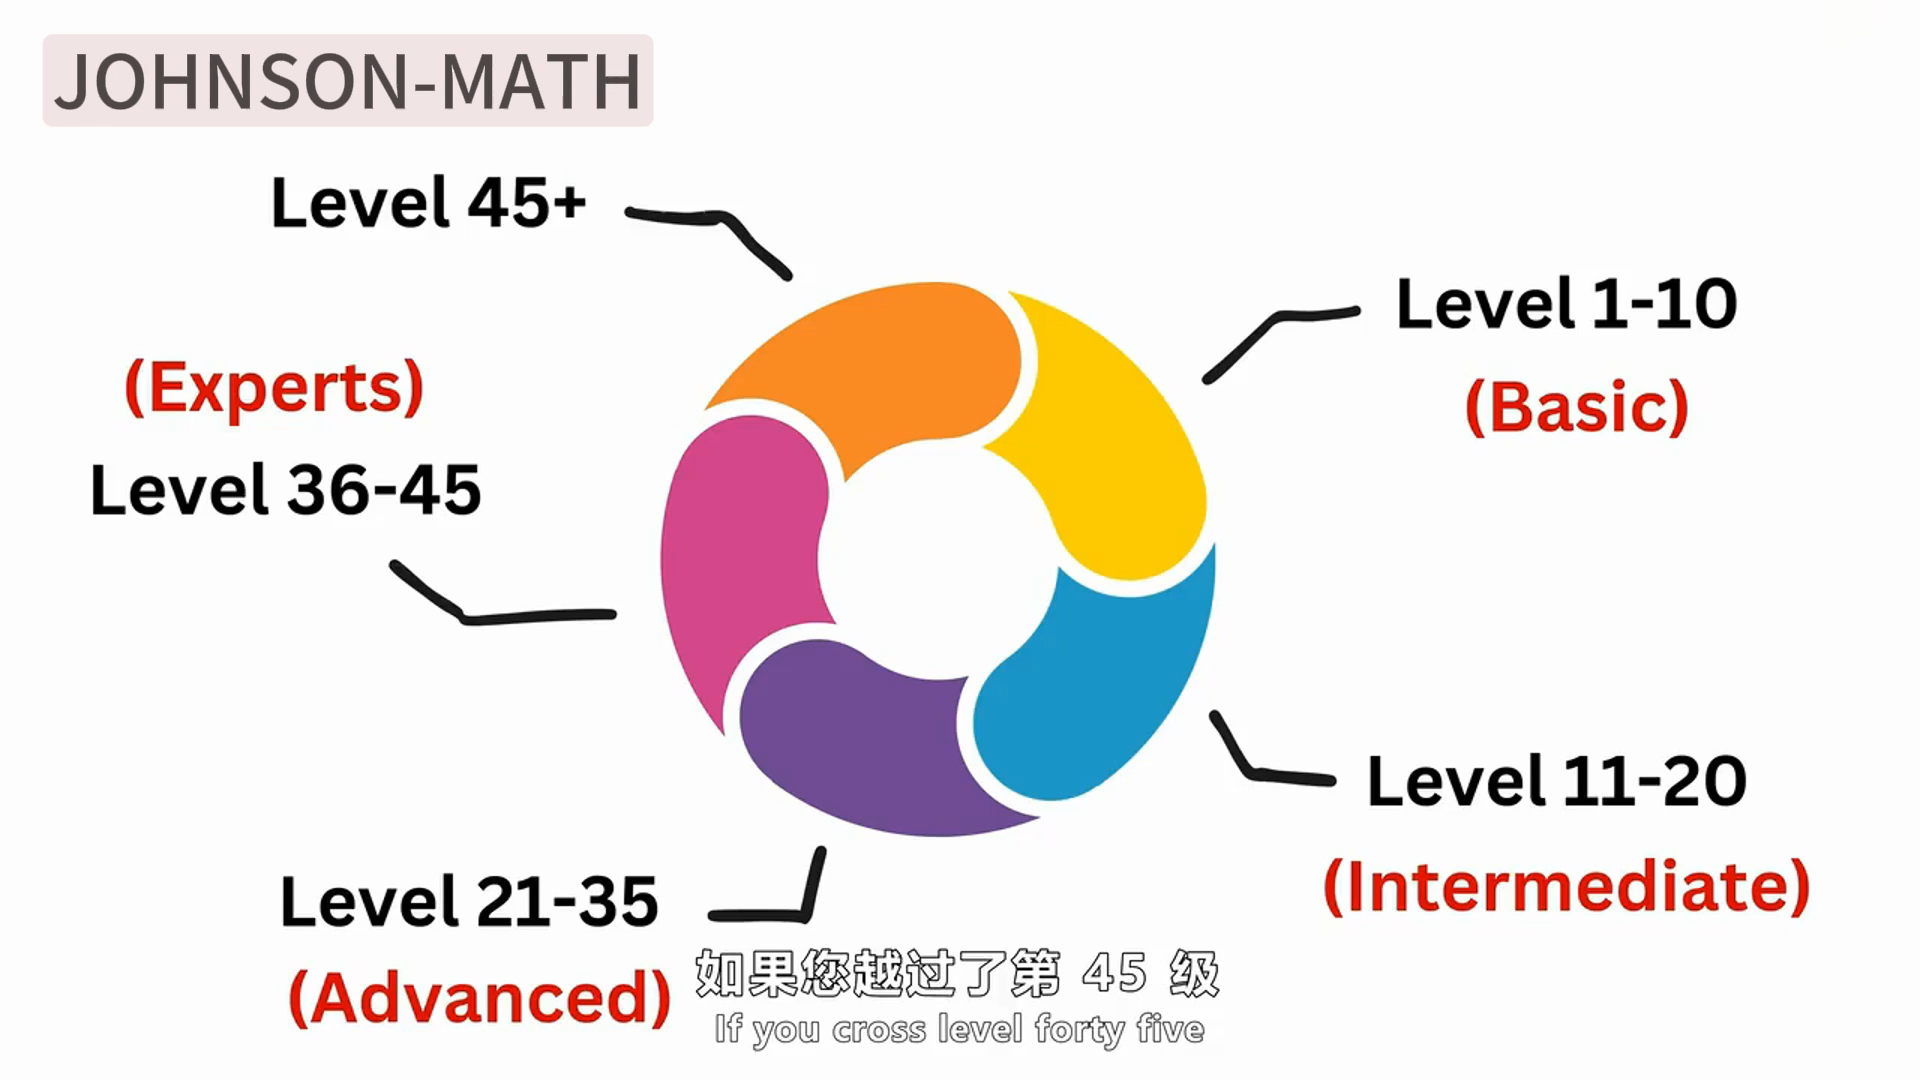 JOHNSON-MATH
Level 45+
Level 1-10
(Basic)
(Experts)
Level 36-45
Level 11-20
(Intermediate)
Level 21-35
(Advanced)
如果您越过了第 45 级
If you cross level forty five